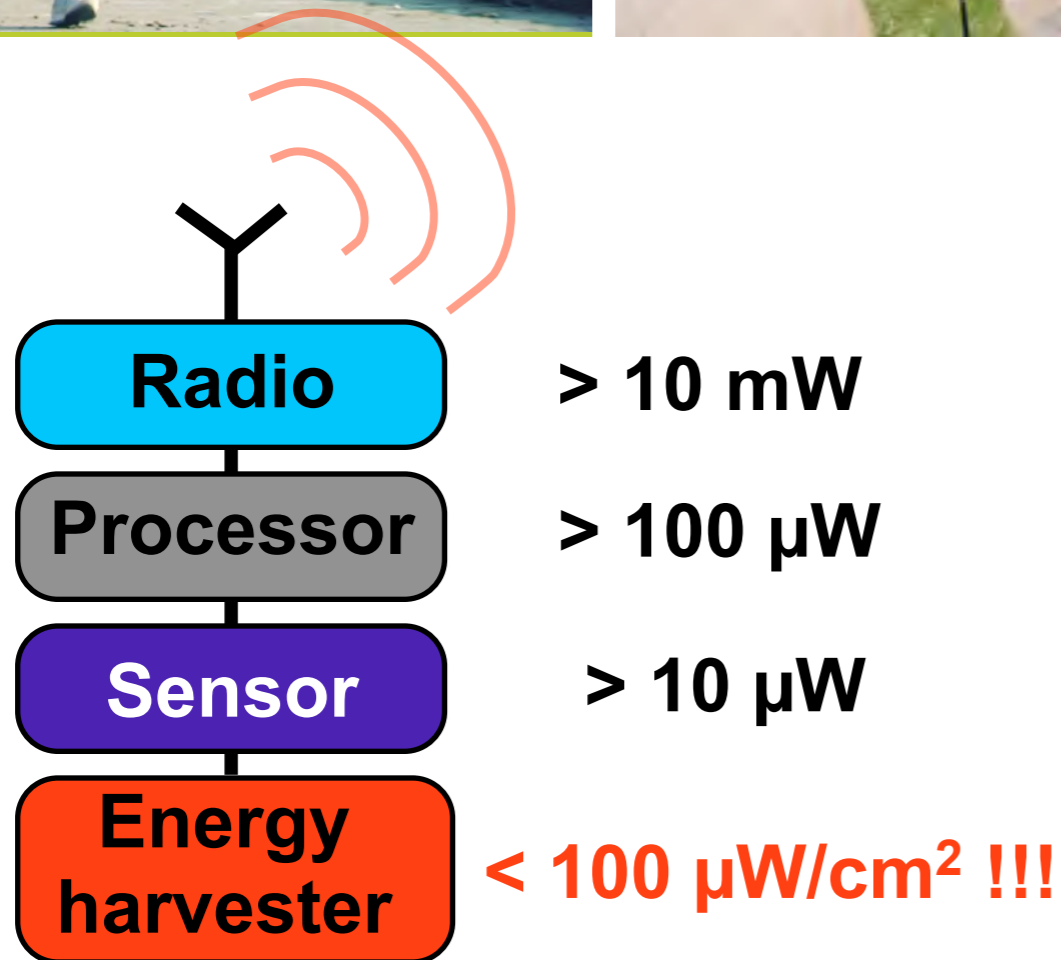 Radio > 10 mW
Processor > 100 µW
Sensor > 10 µW
Energy
harvester
< 100 µW/cm² !!!